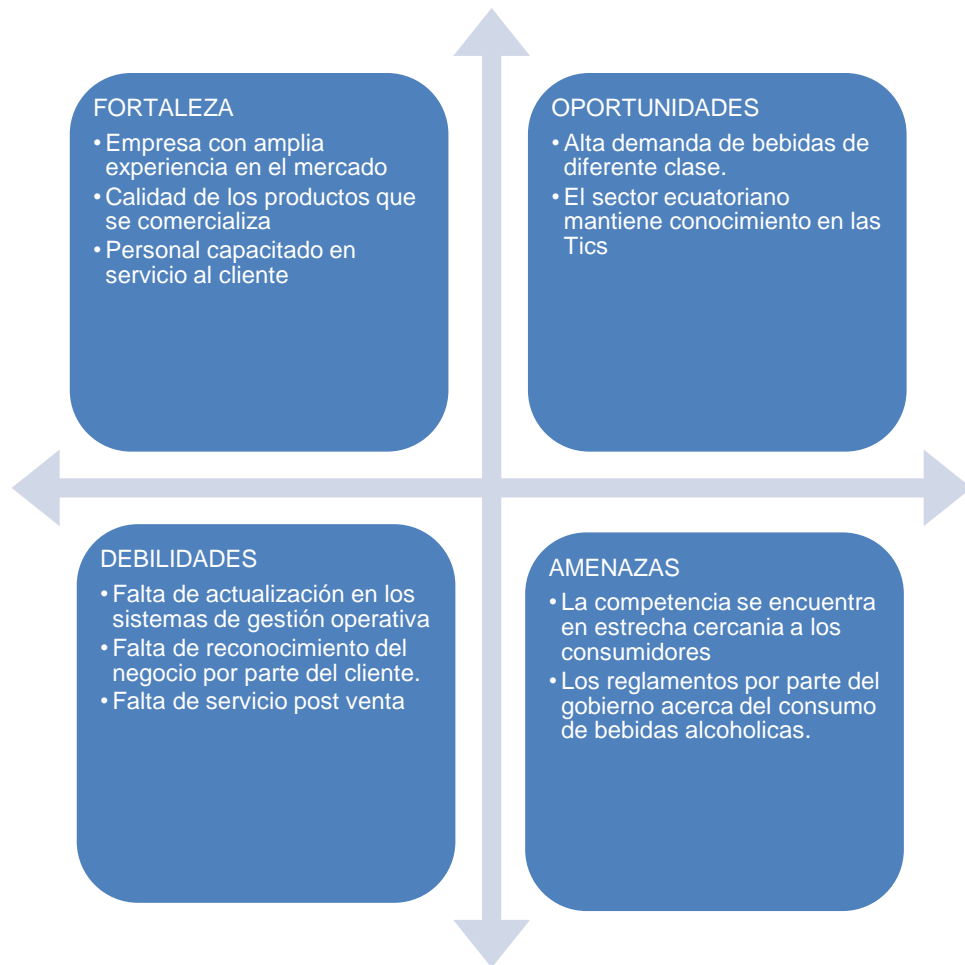 FORTALEZA
• Empresa con amplia
experiencia en el mercado
• Calidad de los productos que
se comercializa
• Personal capacitado en
servicio al cliente
OPORTUNIDADES
• Alta demanda de bebidas de
diferente clase.
• El sector ecuatoriano
mantiene conocimiento en las
Tics
DEBILIDADES
• Falta de actualización en los
sistemas de gestión operativa
• Falta de reconocimiento del
negocio por parte del cliente.
• Falta de servicio post venta
AMENAZAS
• La competencia se encuentra
en estrecha cercania a los
consumidores
• Los reglamentos por parte del
gobierno acerca del consumo
de bebidas alcoholicas.